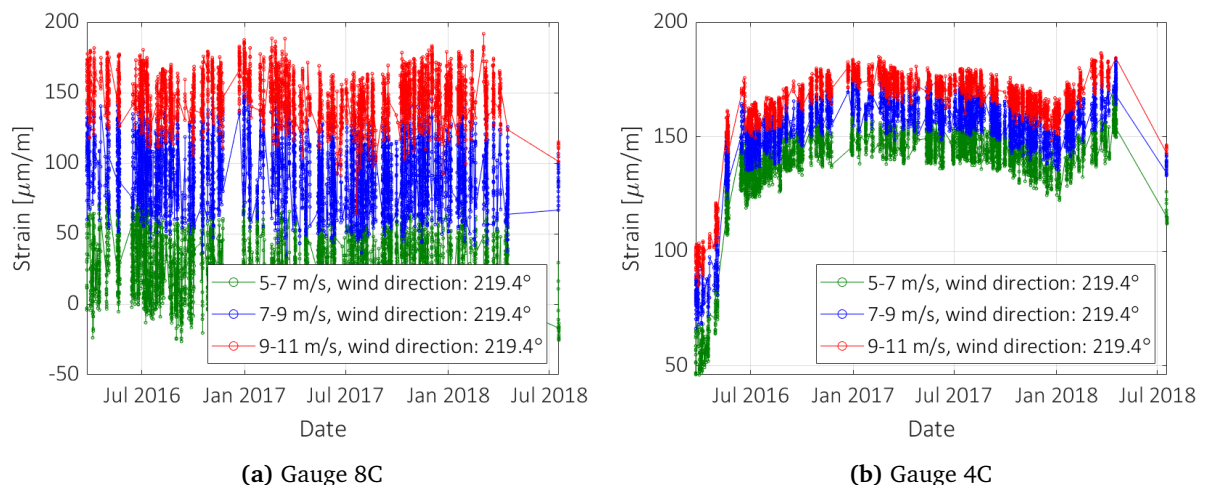 200
150
100
50
0
-50
Strain [μm/m]
Jul 2016 Jan 2017 Jul 2017 Jan 2018 Jul 2018
Date
5-7 m/s, wind direction: 219.4°
7-9 m/s, wind direction: 219.4°
9-11 m/s, wind direction: 219.4°
(a) Gauge 8C
200
150
100
50
Strain [μm/m]
Jul 2016 Jan 2017 Jul 2017 Jan 2018 Jul 2018
Date
5-7 m/s, wind direction: 219.4°
7-9 m/s, wind direction: 219.4°
9-11 m/s, wind direction: 219.4°
(b) Gauge 4C